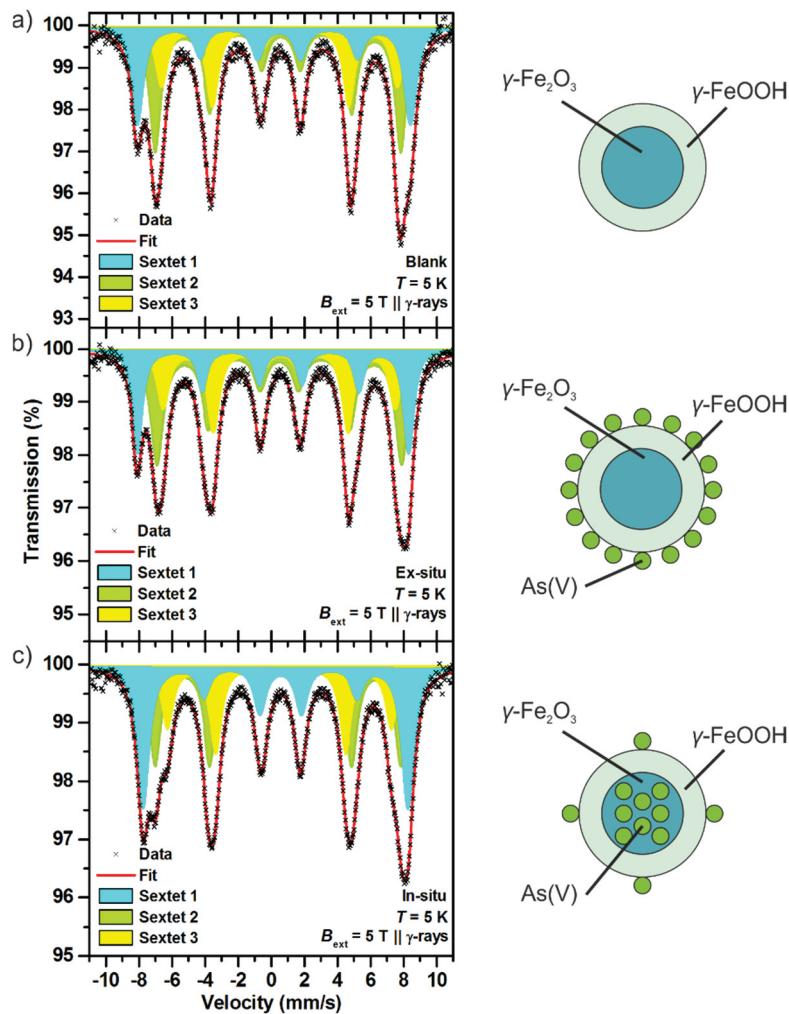 a)
100
99
98
97
96
95
94
93
Data
Fit
Sextet 1
Sextet 2
Sextet 3
Blank
T = 5 K
B_ext = 5 T || γ-rays
γ-Fe₂O₃
γ-FeOOH
b)
100
99
98
97
96
95
Transmission (%)
Data
Fit
Sextet 1
Sextet 2
Sextet 3
Ex-situ
T = 5 K
B_ext = 5 T || γ-rays
γ-Fe₂O₃
γ-FeOOH
As(V)
c)
100
99
98
97
96
95
Data
Fit
Sextet 1
Sextet 2
Sextet 3
In-situ
T = 5 K
B_ext = 5 T || γ-rays
-10 -8 -6 -4 -2 0 2 4 6 8 10
Velocity (mm/s)
γ-Fe₂O₃
γ-FeOOH
As(V)